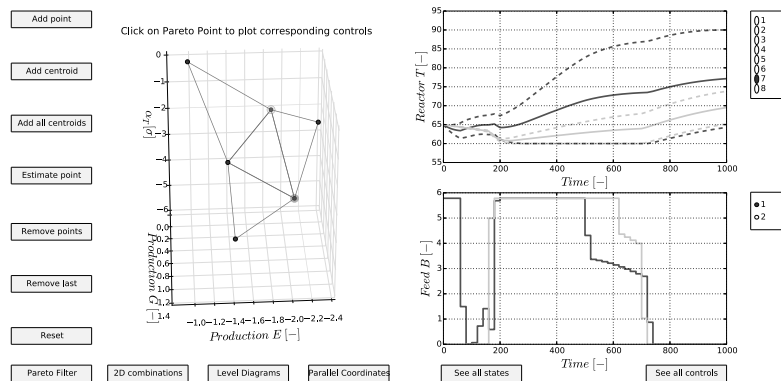 Add point
Add centroid
Add all centroids
Estimate point
Remove points
Remove last
Reset
Pareto Filter
2D combinations
Level Diagrams
Parallel Coordinates
See all states
See all controls
Click on Pareto Point to plot corresponding controls
0
−1
−2
−3
−4
−5
−6
α_T [σ]
0.0
0.2
0.4
0.6
0.8
1.0
1.2
1.4
Production G [−]
−1.0 −1.2 −1.4 −1.6 −1.8 −2.0 −2.2 −2.4
Production E [−]
95
90
85
80
75
70
65
60
55
Reactor T [−]
0 200 400 600 800 1000
Time [−]
1
2
3
4
5
6
7
8
6
5
4
3
2
1
0
Feed B [−]
0 200 400 600 800 1000
Time [−]
1
2